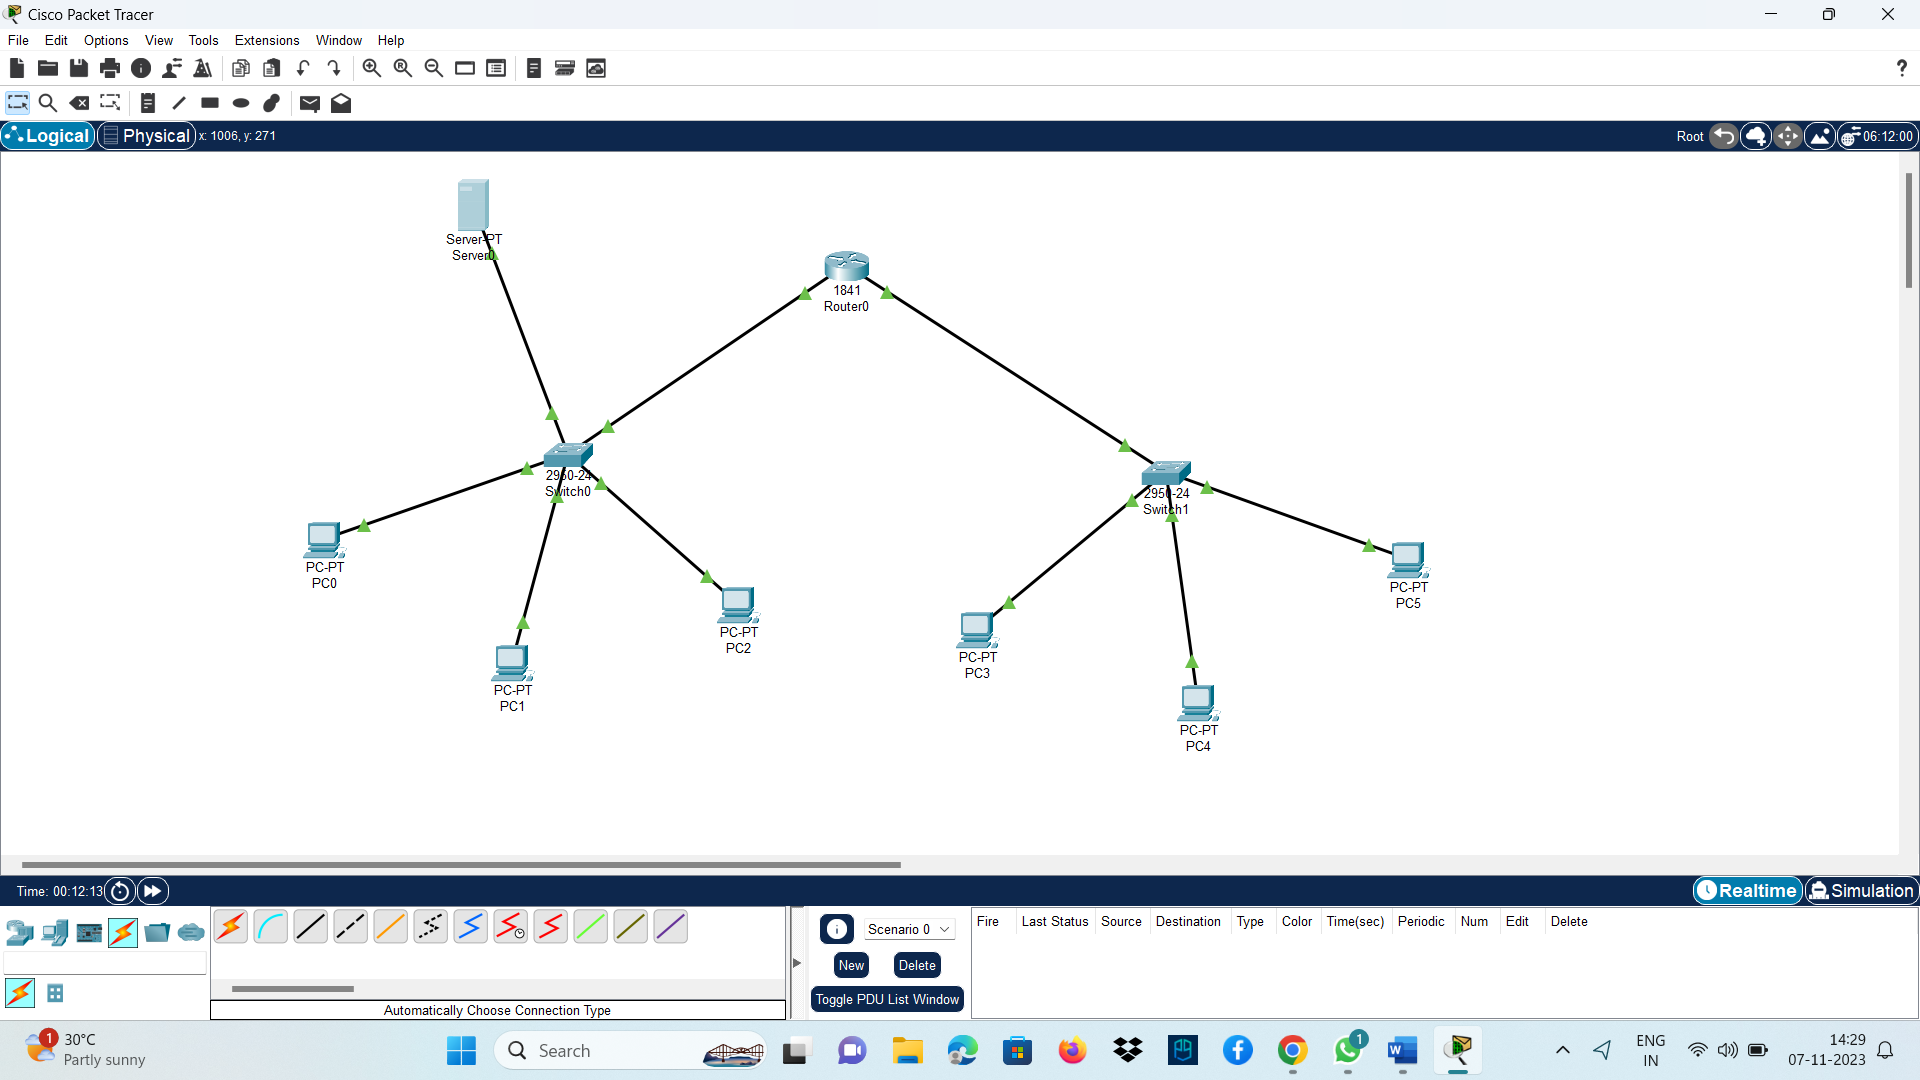 Cisco Packet Tracer
File Edit Options View Tools Extensions Window Help
Logical Physical x: 1006, y: 271 Root 06:12:00
Server-PT
Server0
1841
Router0
2950-24
Switch0
2950-24
Switch1
PC-PT
PC0
PC-PT
PC1
PC-PT
PC2
PC-PT
PC3
PC-PT
PC4
PC-PT
PC5
Time: 00:12:13 Realtime Simulation
Scenario 0
New Delete
Toggle PDU List Window
Fire Last Status Source Destination Type Color Time(sec) Periodic Num Edit Delete
Automatically Choose Connection Type
1
30°C
Partly sunny
Search
1
ENG
IN
14:29
07-11-2023